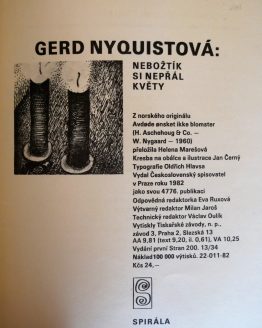 GERD NYQUISTOVÁ:
NEBOŽTÍK
SI NEPŘÁL
KVĚTY
Z norského originálu
Avdøde ønsket ikke blomster
(H. Aschehoug & Co. –
W. Nygaard – 1960)
přeložila Helena Marešová
Kresba na obálce a ilustrace Jan Černý
Typografie Oldřich Hlavsa
Vydal Československý spisovatel
v Praze roku 1982
jako svou 4776. publikaci
Odpovědná redaktorka Eva Ruxová
Výtvarný redaktor Milan Jaroš
Technický redaktor Václav Oulík
Vytiskly Tiskařské závody, n. p.,
závod 3, Praha 2, Slezská 13
AA 9,81 (text 9,20, il. 0,61), VA 10,25
Vydání první Stran 200. 13/34
Náklad 100 000 výtisků. 22-011-82
Kčs 24,–
SPIRÁLA